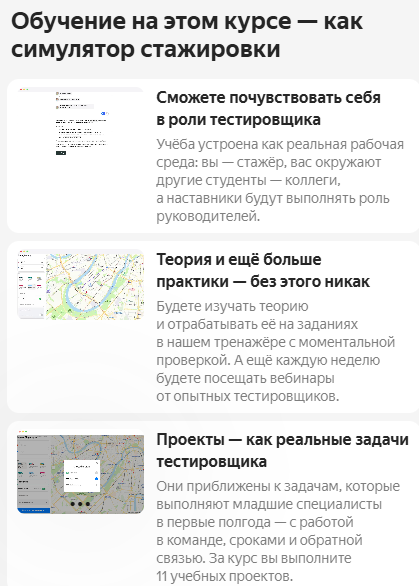 Обучение на этом курсе — как
симулятор стажировки
Сможете почувствовать себя
в роли тестировщика
Учёба устроена как реальная рабочая
среда: вы — стажёр, вас окружают
другие студенты — коллеги,
а наставники будут выполнять роль
руководителей.
Теория и ещё больше
практики — без этого никак
Будете изучать теорию
и отрабатывать её на заданиях
в нашем тренажёре с моментальной
проверкой. А ещё каждую неделю
будете посещать вебинары
от опытных тестировщиков.
Проекты — как реальные задачи
тестировщика
Они приближены к задачам, которые
выполняют младшие специалисты
в первые полгода — с работой
в команде, сроками и обратной
связью. За курс вы выполните
11 учебных проектов.